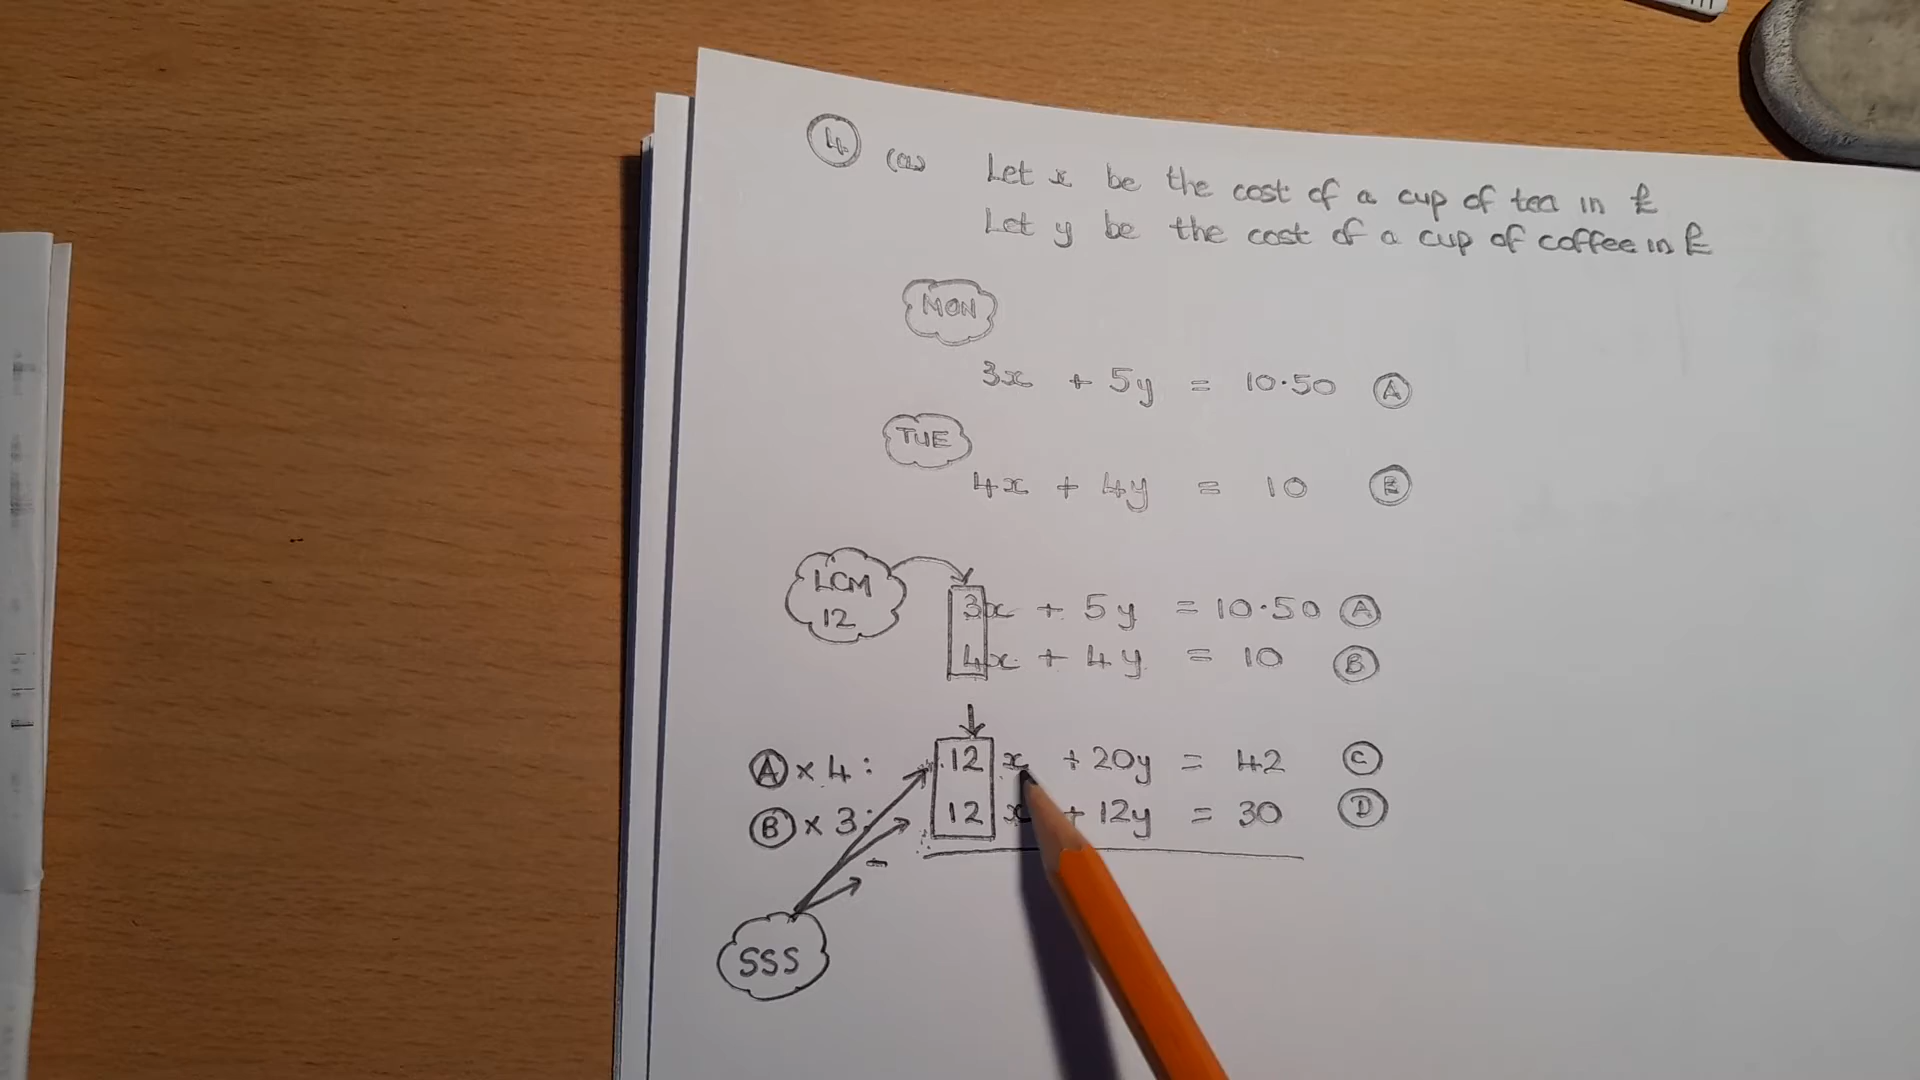 4 (a) Let x be the cost of a cup of tea in £
Let y be the cost of a cup of coffee in £
MON
3x + 5y = 10.50 A
TUE
4x + 4y = 10 B
LCM
12
3x + 5y = 10.50 A
4x + 4y = 10 B
A × 4: 12x + 20y = 42 C
B × 3: 12x + 12y = 30 D
-
SSS